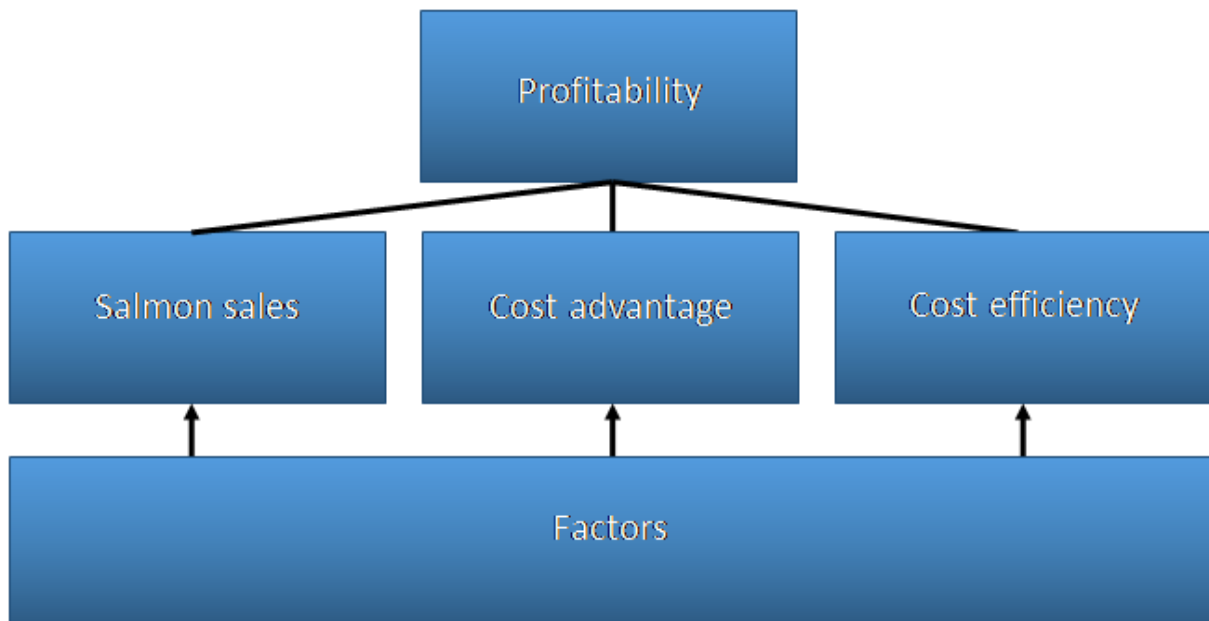 Profitability
Salmon sales
Cost advantage
Cost efficiency
Factors